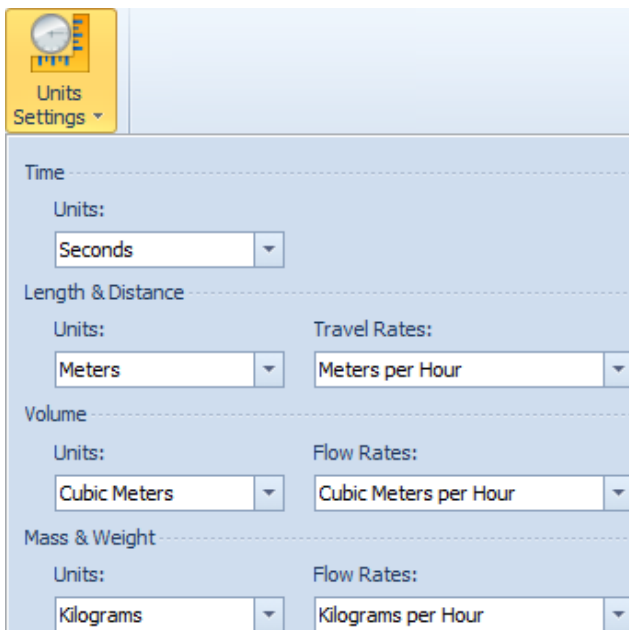 Units
Settings
Time
Units:
Seconds
Length & Distance
Units: Travel Rates:
Meters Meters per Hour
Volume
Units: Flow Rates:
Cubic Meters Cubic Meters per Hour
Mass & Weight
Units: Flow Rates:
Kilograms Kilograms per Hour